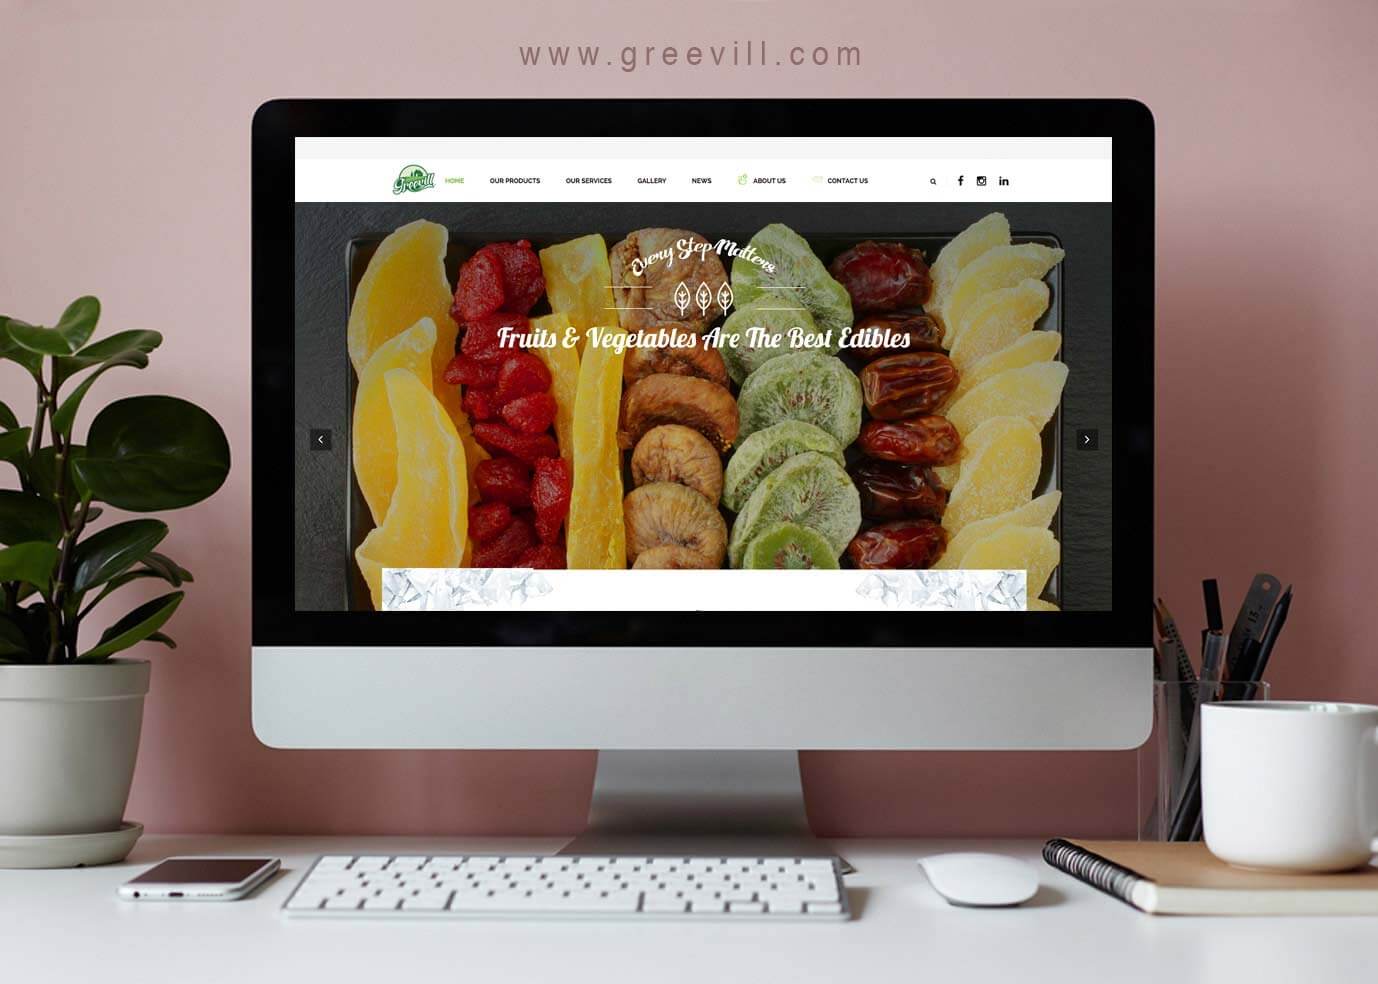 www.greevill.com
Greevill HOME OUR PRODUCTS OUR SERVICES GALLERY NEWS ABOUT US CONTACT US
Every Step Matters
Fruits & Vegetables Are The Best Edibles
15